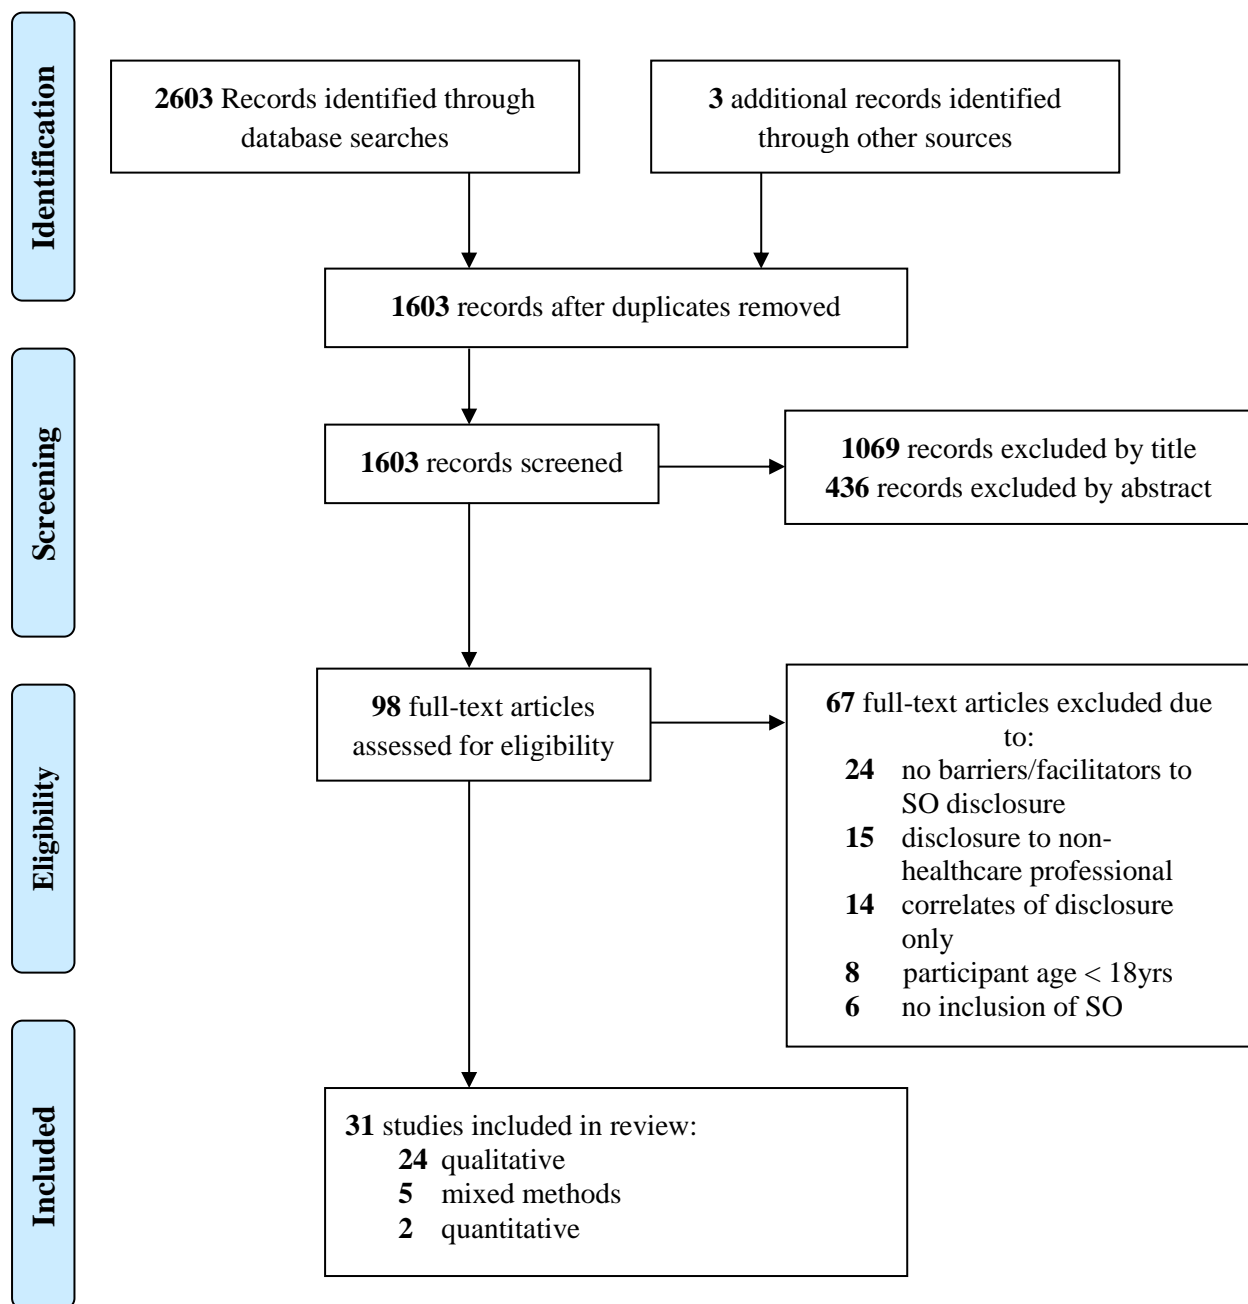 Identification
2603 Records identified through
database searches
3 additional records identified
through other sources
1603 records after duplicates removed
Screening
1603 records screened
1069 records excluded by title
436 records excluded by abstract
Eligibility
98 full-text articles
assessed for eligibility
67 full-text articles excluded due
to:
24 no barriers/facilitators to
SO disclosure
15 disclosure to non-
healthcare professional
14 correlates of disclosure
only
8 participant age < 18yrs
6 no inclusion of SO
Included
31 studies included in review:
24 qualitative
5 mixed methods
2 quantitative